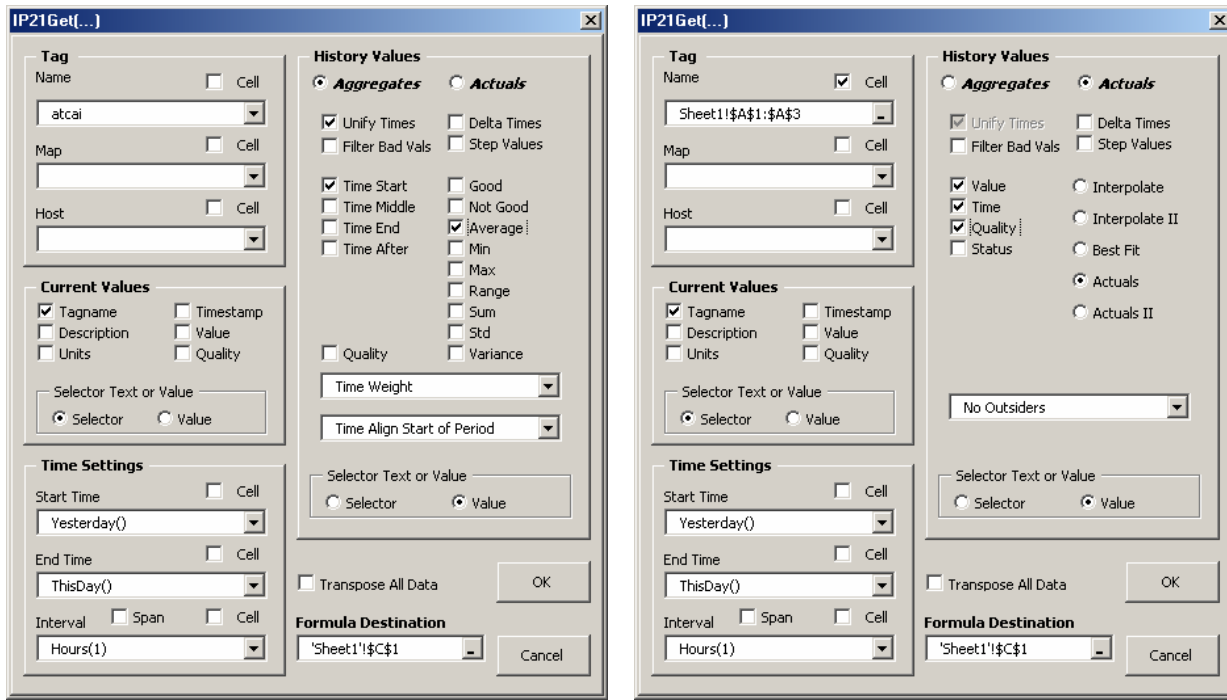 IP21Get(...)
Tag
Name Cell
atcai
Map Cell
Host Cell
Current Values
Tagname Timestamp
Description Value
Units Quality
Selector Text or Value
Selector Value
Time Settings
Start Time Cell
Yesterday()
End Time Cell
ThisDay()
Interval Span Cell
Hours(1)
History Values
Aggregates Actuals
Unify Times Delta Times
Filter Bad Vals Step Values
Time Start Good
Time Middle Not Good
Time End Average
Time After Min
Max
Range
Sum
Std
Quality Variance
Time Weight
Time Align Start of Period
Selector Text or Value
Selector Value
Transpose All Data OK
Formula Destination
'Sheet1'!$C$1 Cancel
IP21Get(...)
Tag
Name Cell
Sheet1!$A$1:$A$3
Map Cell
Host Cell
Current Values
Tagname Timestamp
Description Value
Units Quality
Selector Text or Value
Selector Value
Time Settings
Start Time Cell
Yesterday()
End Time Cell
ThisDay()
Interval Span Cell
Hours(1)
History Values
Aggregates Actuals
Unify Times Delta Times
Filter Bad Vals Step Values
Value Interpolate
Time Interpolate II
Quality Best Fit
Status Actuals
Actuals II
No Outsiders
Selector Text or Value
Selector Value
Transpose All Data OK
Formula Destination
'Sheet1'!$C$1 Cancel